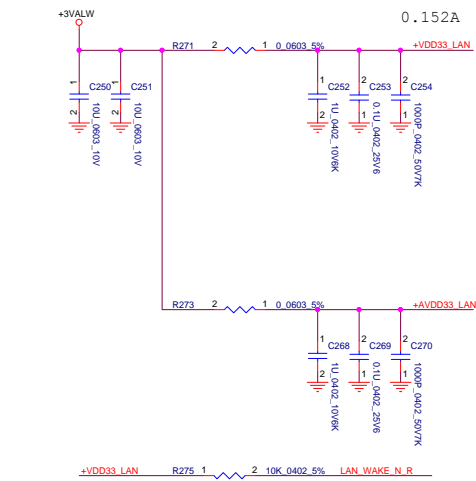 +3VALW
0.152A
R271 2 1 0_0603_5% +VDD33_LAN
1 C250 2 10U_0603_10V
1 C251 2 10U_0603_10V
1 C252 2 1U_0402_10V6K
2 C253 1 0.1U_0402_25V6
2 C254 1 1000P_0402_50V7K
R273 2 1 0_0603_5% +AVDD33_LAN
1 C268 2 1U_0402_10V6K
2 C269 1 0.1U_0402_25V6
2 C270 1 1000P_0402_50V7K
+VDD33_LAN R275 1 2 10K_0402_5% LAN_WAKE_N_R